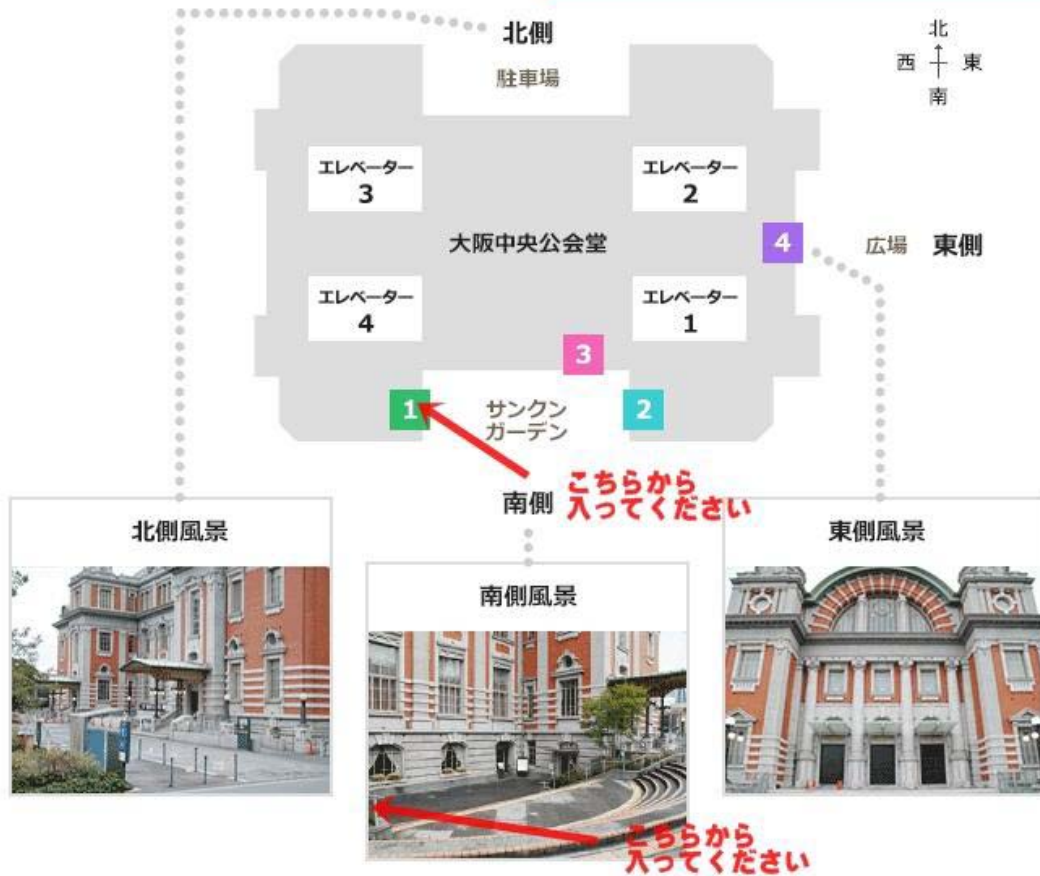 北側
駐車場
北
西 東
南
エレベーター
3
エレベーター
2
大阪中央公会堂
4
広場 東側
エレベーター
4
エレベーター
1
3
1
サンクン
ガーデン
2
南側
こちらから
入ってください
北側風景
南側風景
東側風景
こちらから
入ってください